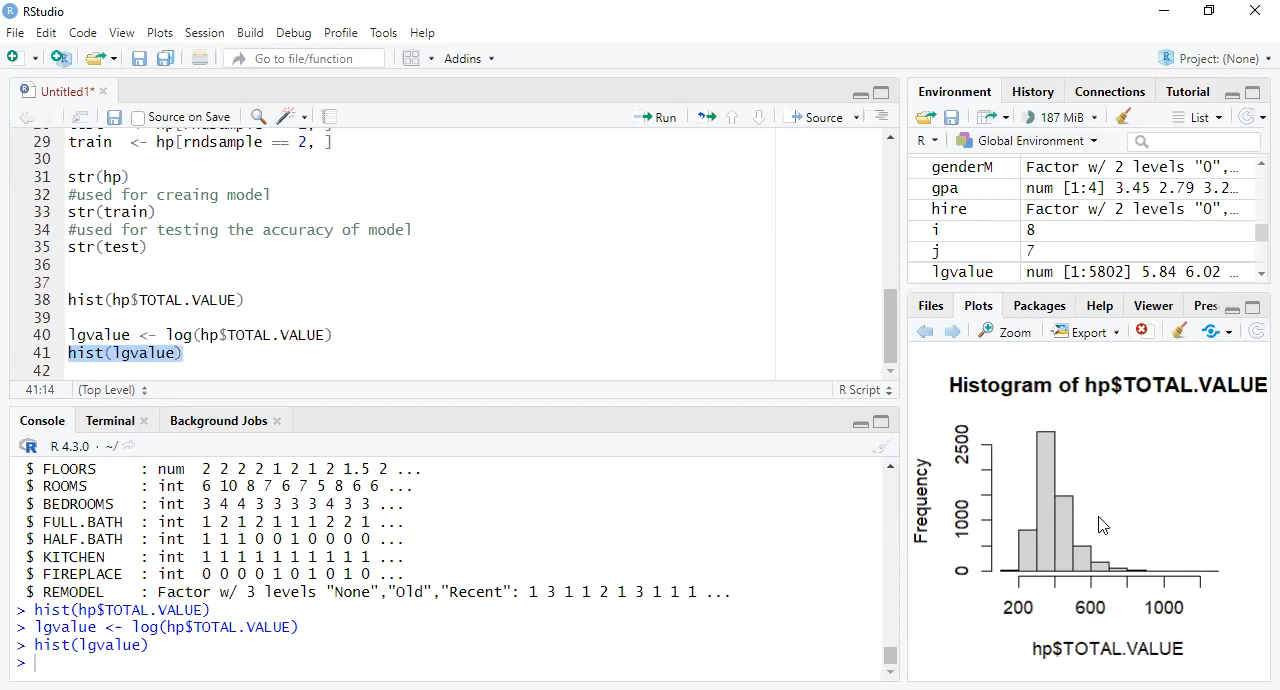 RStudio
File Edit Code View Plots Session Build Debug Profile Tools Help
Go to file/function Addins Project: (None)
Untitled1*
Source on Save Run Source
29 train <- hp[rndsample == 2, ]
30
31 str(hp)
32 #used for creaing model
33 str(train)
34 #used for testing the accuracy of model
35 str(test)
36
37
38 hist(hp$TOTAL.VALUE)
39
40 lgvalue <- log(hp$TOTAL.VALUE)
41 hist(lgvalue)
42
41:14 (Top Level) R Script
Console Terminal Background Jobs
R 4.3.0 · ~/
$ FLOORS : num 2 2 2 2 1 2 1 2 1.5 2 ...
$ ROOMS : int 6 10 8 7 6 7 5 8 6 6 ...
$ BEDROOMS : int 3 4 4 3 3 3 3 4 3 3 ...
$ FULL.BATH : int 1 2 1 2 1 1 1 2 2 1 ...
$ HALF.BATH : int 1 1 1 0 0 1 0 0 0 0 ...
$ KITCHEN : int 1 1 1 1 1 1 1 1 1 1 ...
$ FIREPLACE : int 0 0 0 0 1 0 1 0 1 0 ...
$ REMODEL : Factor w/ 3 levels "None","Old","Recent": 1 3 1 1 2 1 3 1 1 1 ...
> hist(hp$TOTAL.VALUE)
> lgvalue <- log(hp$TOTAL.VALUE)
> hist(lgvalue)
>
Environment History Connections Tutorial
187 MiB List
R Global Environment
genderM Factor w/ 2 levels "0",…
gpa num [1:4] 3.45 2.79 3.2…
hire Factor w/ 2 levels "0",…
i 8
j 7
lgvalue num [1:5802] 5.84 6.02 …
Files Plots Packages Help Viewer Pres
Zoom Export
Histogram of hp$TOTAL.VALUE
Frequency
2500
1000
0
200 600 1000
hp$TOTAL.VALUE